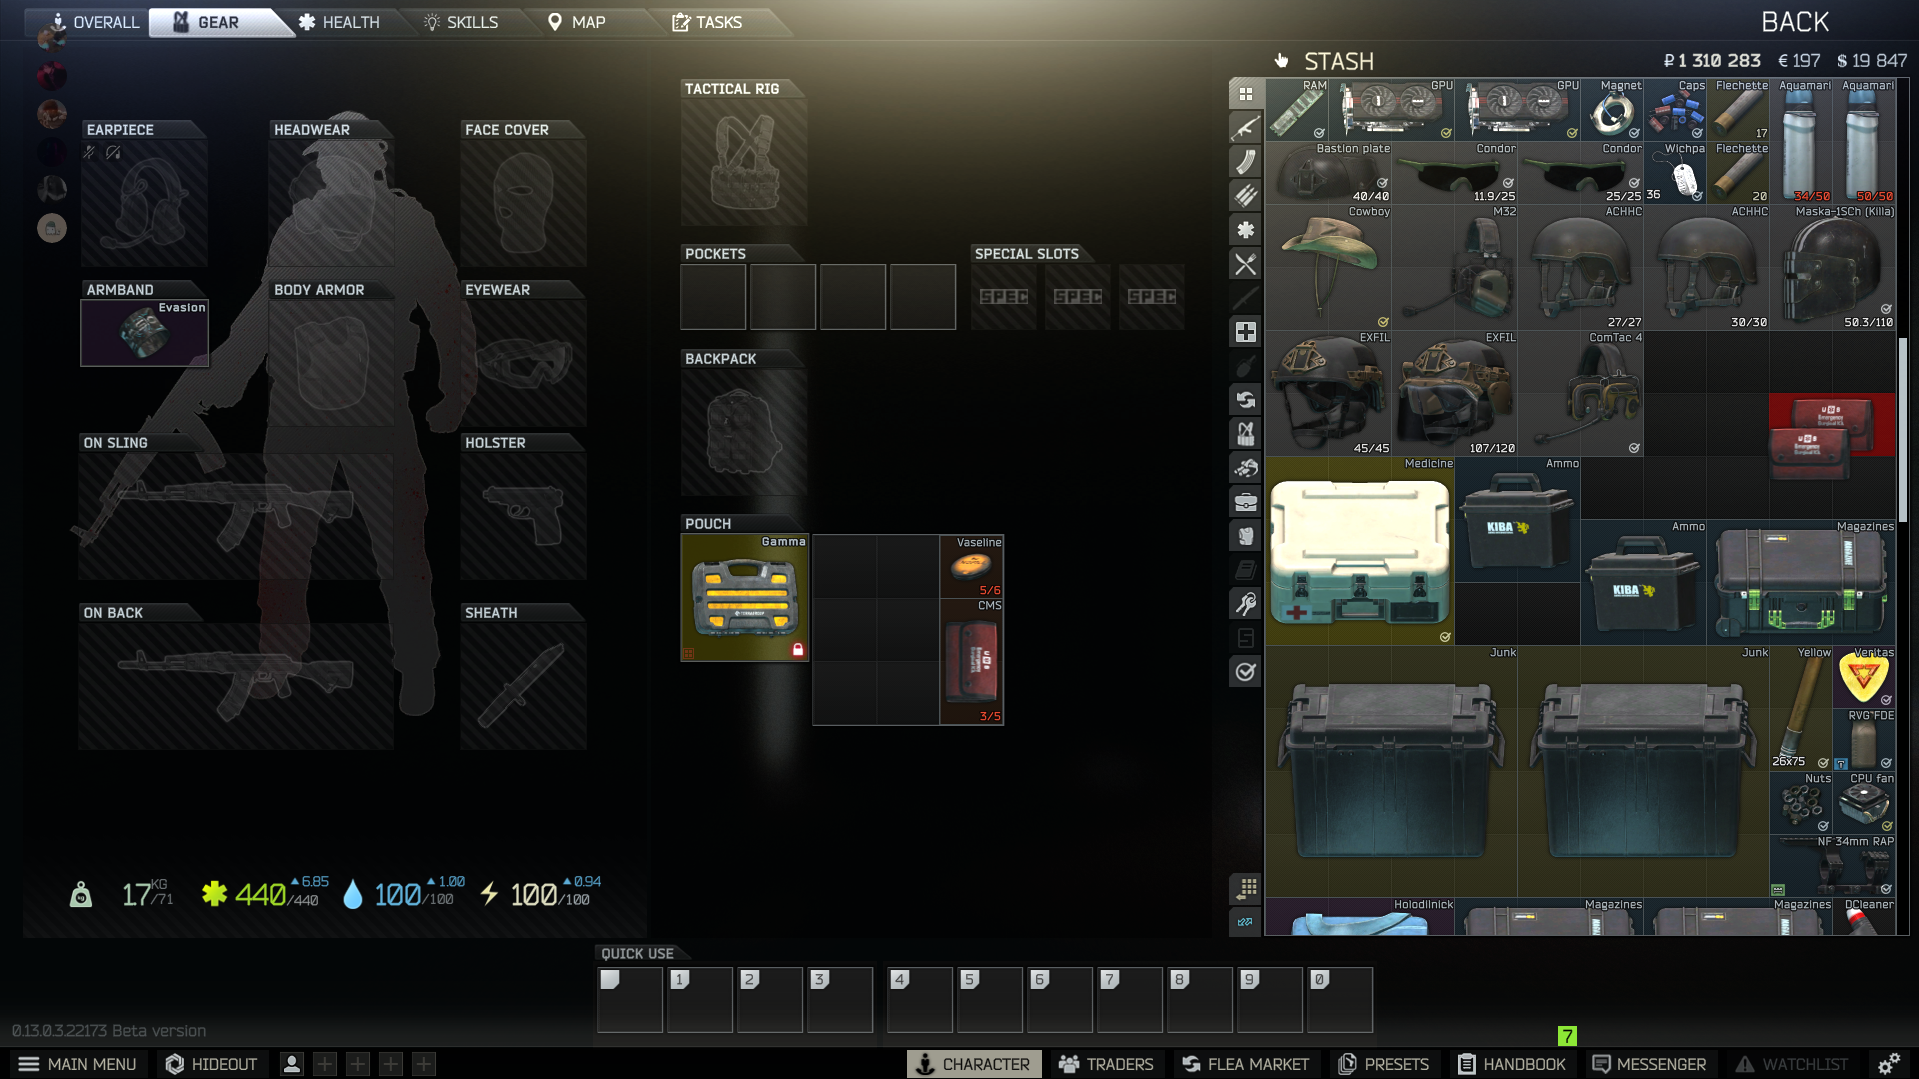 OVERALL
GEAR
HEALTH
SKILLS
MAP
TASKS
BACK
STASH
₽ 1 310 283
€ 197
$ 19 847
EARPIECE
HEADWEAR
FACE COVER
ARMBAND
Evasion
BODY ARMOR
EYEWEAR
ON SLING
HOLSTER
ON BACK
SHEATH
17 KG /71
440 /440 6.85
100 /100 1.00
100 /100 0.94
TACTICAL RIG
POCKETS
SPECIAL SLOTS
SPEC
SPEC
SPEC
BACKPACK
POUCH
Gamma
Vaseline
5/6
CMS
3/5
RAM
GPU
GPU
Magnet
Caps
Flechette
17
Aquamari
34/50
Aquamari
50/50
Bastion plate
40/40
Condor
11.9/25
Condor
25/25
Wichpa
36
Flechette
20
Cowboy
M32
ACHHC
27/27
ACHHC
30/30
Maska-1SCh (Killa)
50.3/110
EXFIL
45/45
EXFIL
107/120
ComTac 4
Emergency
Surgical Kit
Medicine
Ammo
KIBA
Ammo
KIBA
Magazines
Junk
Junk
Yellow
26x75
Veritas
RVG FDE
Nuts
CPU fan
NF 34mm RAP
Holodilnick
Magazines
Magazines
DCleaner
QUICK USE
1
2
3
4
5
6
7
8
9
0
0.13.0.3.22173 Beta version
7
MAIN MENU
HIDEOUT
CHARACTER
TRADERS
FLEA MARKET
PRESETS
HANDBOOK
MESSENGER
WATCHLIST